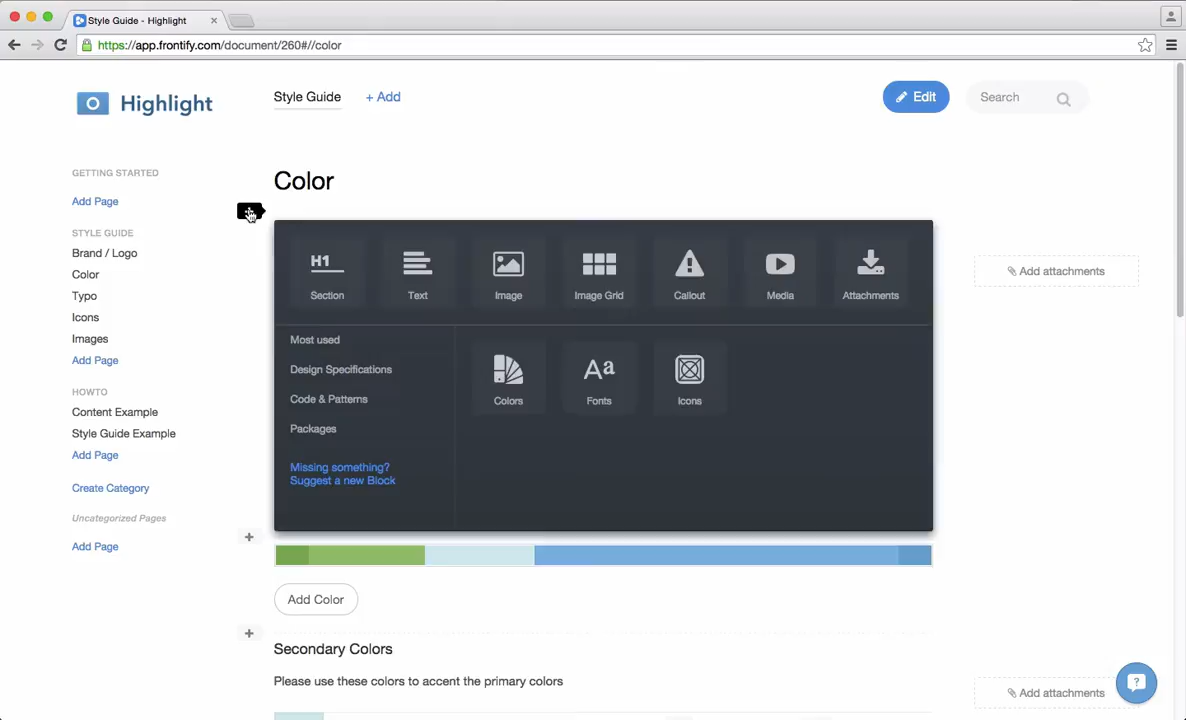 Style Guide - Highlight
https://app.frontify.com/document/260#//color
Highlight
Style Guide
+ Add
Edit
Search
GETTING STARTED
Add Page
STYLE GUIDE
Brand / Logo
Color
Typo
Icons
Images
Add Page
HOWTO
Content Example
Style Guide Example
Add Page
Create Category
Uncategorized Pages
Add Page
Color
H1
Section
Text
Image
Image Grid
Callout
Media
Attachments
Most used
Design Specifications
Code & Patterns
Packages
Missing something?
Suggest a new Block
Colors
Aa
Fonts
Icons
Add attachments
Add Color
Secondary Colors
Please use these colors to accent the primary colors
Add attachments
?